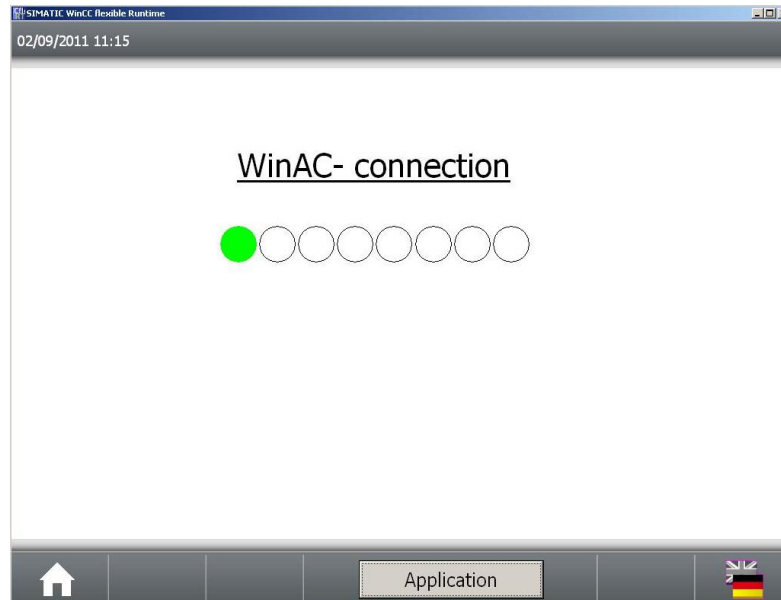 SIMATIC WinCC flexible Runtime
02/09/2011 11:15
WinAC- connection
Application